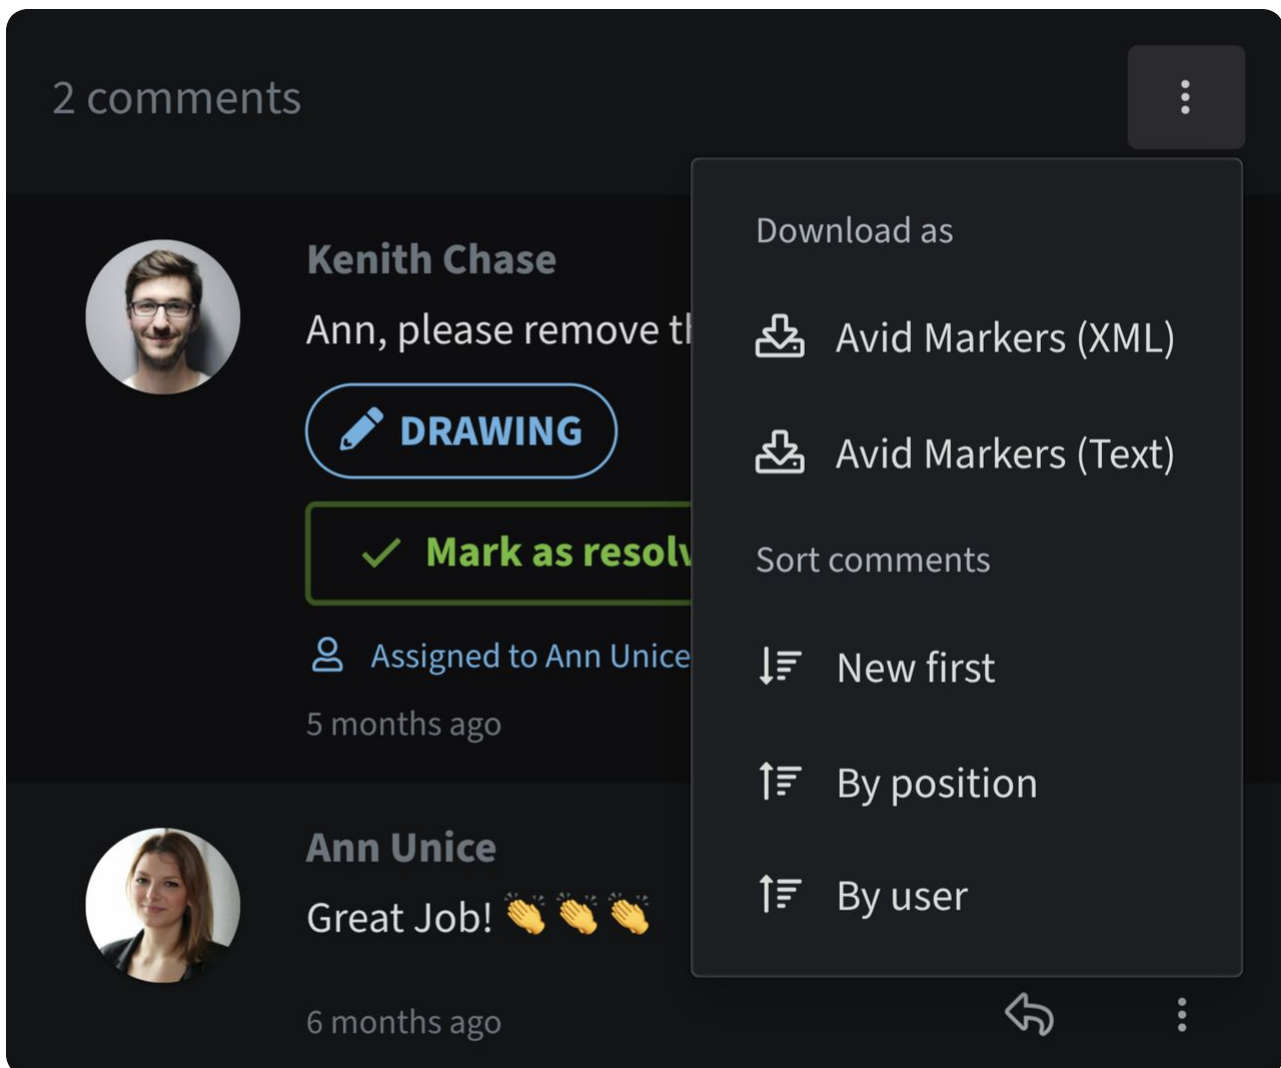 2 comments
Download as
Avid Markers (XML)
Avid Markers (Text)
Sort comments
New first
By position
By user
Kenith Chase
Ann, please remove
DRAWING
Mark as
Assigned to Ann Unice
5 months ago
Ann Unice
Great Job! 👏👏👏
6 months ago